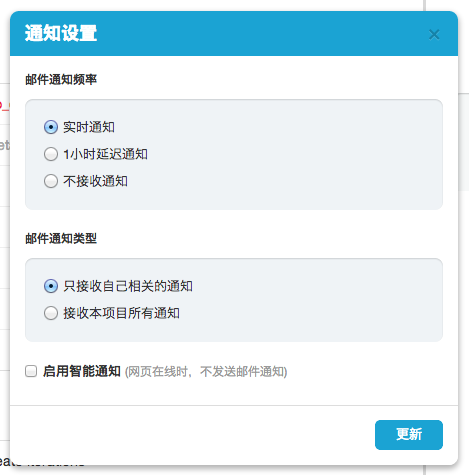 通知设置
×
邮件通知频率
实时通知
1小时延迟通知
不接收通知
邮件通知类型
只接收自己相关的通知
接收本项目所有通知
启用智能通知 (网页在线时，不发送邮件通知)
更新